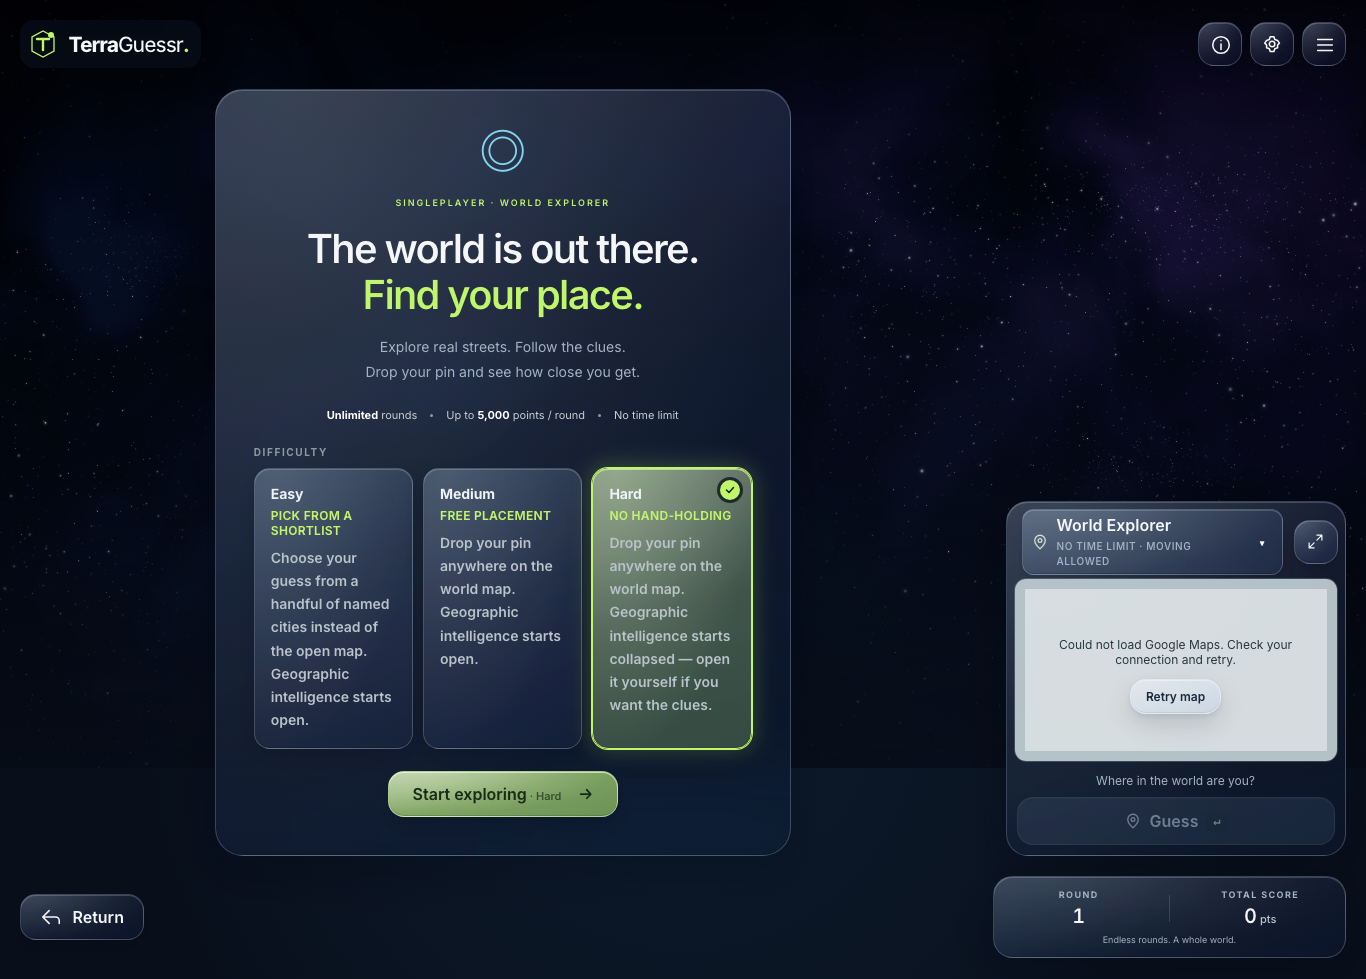 TerraGuessr.
SINGLEPLAYER · WORLD EXPLORER
The world is out there.
Find your place.
Explore real streets. Follow the clues.
Drop your pin and see how close you get.
Unlimited rounds • Up to 5,000 points / round • No time limit
DIFFICULTY
Easy
PICK FROM A
SHORTLIST
Choose your
guess from a
handful of named
cities instead of
the open map.
Geographic
intelligence starts
open.
Medium
FREE PLACEMENT
Drop your pin
anywhere on the
world map.
Geographic
intelligence starts
open.
Hard
NO HAND-HOLDING
Drop your pin
anywhere on the
world map.
Geographic
intelligence starts
collapsed — open
it yourself if you
want the clues.
Start exploring · Hard →
World Explorer
NO TIME LIMIT · MOVING
ALLOWED
Could not load Google Maps. Check your
connection and retry.
Retry map
Where in the world are you?
Guess ↵
Return
ROUND
1
TOTAL SCORE
0 pts
Endless rounds. A whole world.